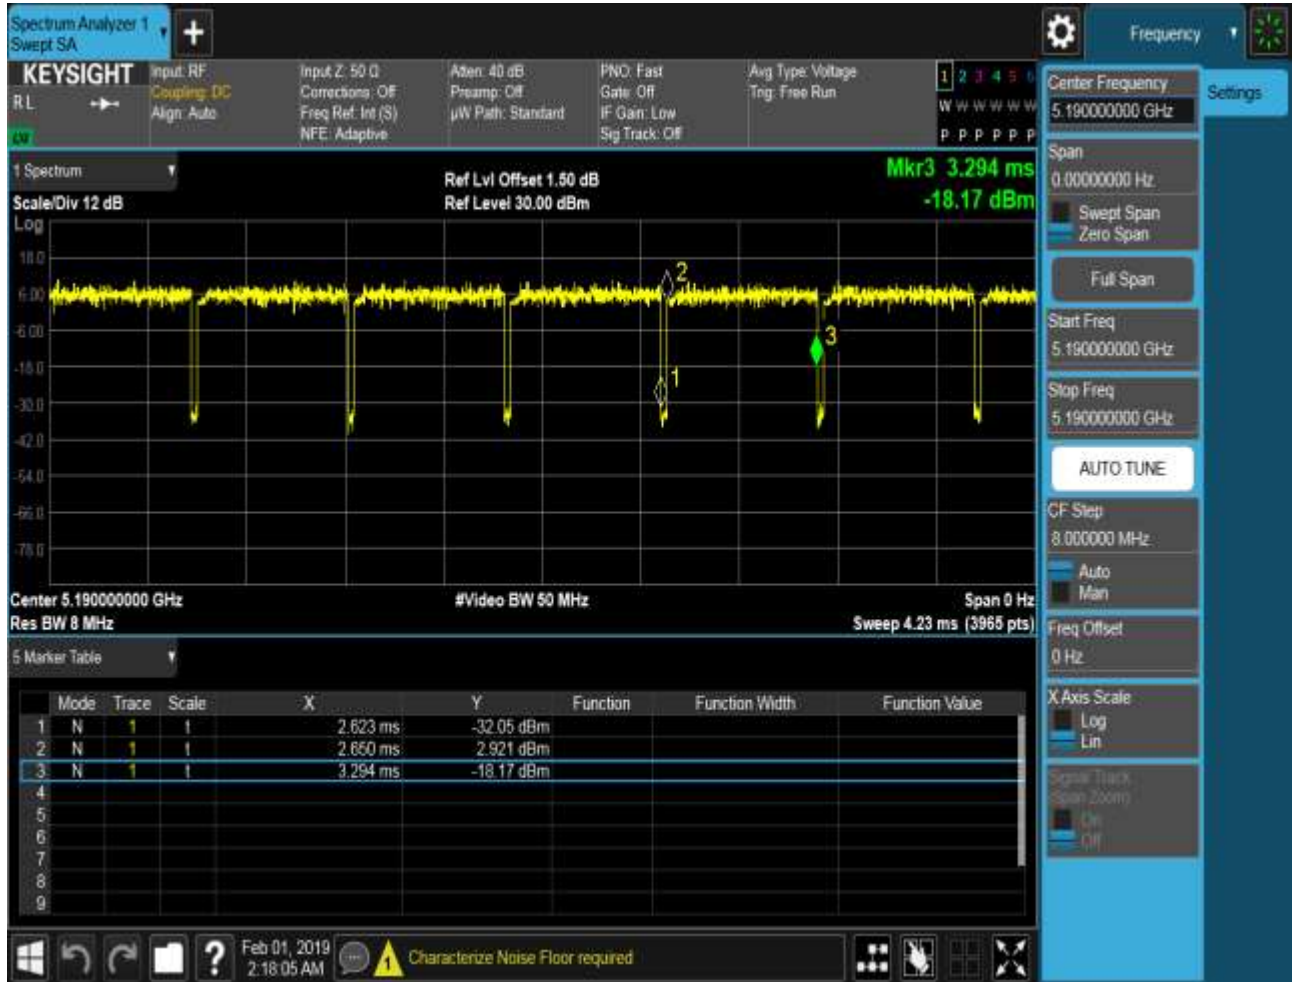 Spectrum Analyzer 1
Swept SA
+
Frequency
KEYSIGHT
RL
Input: RF
Coupling: DC
Align: Auto
Input Z: 50 Ω
Corrections: Off
Freq Ref: Int (S)
NFE: Adaptive
Atten: 40 dB
Preamp: Off
µW Path: Standard
PNO: Fast
Gate: Off
IF Gain: Low
Sig Track: Off
Avg Type: Voltage
Trig: Free Run
1 2 3 4 5 6
W W W W W W
P P P P P P
1 Spectrum
Scale/Div 12 dB
Log
Ref Lvl Offset 1.50 dB
Ref Level 30.00 dBm
Mkr3 3.294 ms
-18.17 dBm
18.0
6.00
-6.00
-18.0
-30.0
-42.0
-54.0
-66.0
-78.0
2
3
1
Center 5.190000000 GHz
#Video BW 50 MHz
Span 0 Hz
Res BW 8 MHz
Sweep 4.23 ms (3965 pts)
5 Marker Table
Mode Trace Scale X Y Function Function Width Function Value
1 N 1 t 2.623 ms -32.05 dBm
2 N 1 t 2.650 ms 2.921 dBm
3 N 1 t 3.294 ms -18.17 dBm
4
5
6
7
8
9
Feb 01, 2019
2:18:05 AM
?
1
Characterize Noise Floor required
Center Frequency
5.190000000 GHz
Settings
Span
0.00000000 Hz
Swept Span
Zero Span
Full Span
Start Freq
5.190000000 GHz
Stop Freq
5.190000000 GHz
AUTO TUNE
CF Step
8.000000 MHz
Auto
Man
Freq Offset
0 Hz
X Axis Scale
Log
Lin
Signal Track
(Span Zoom)
On
Off